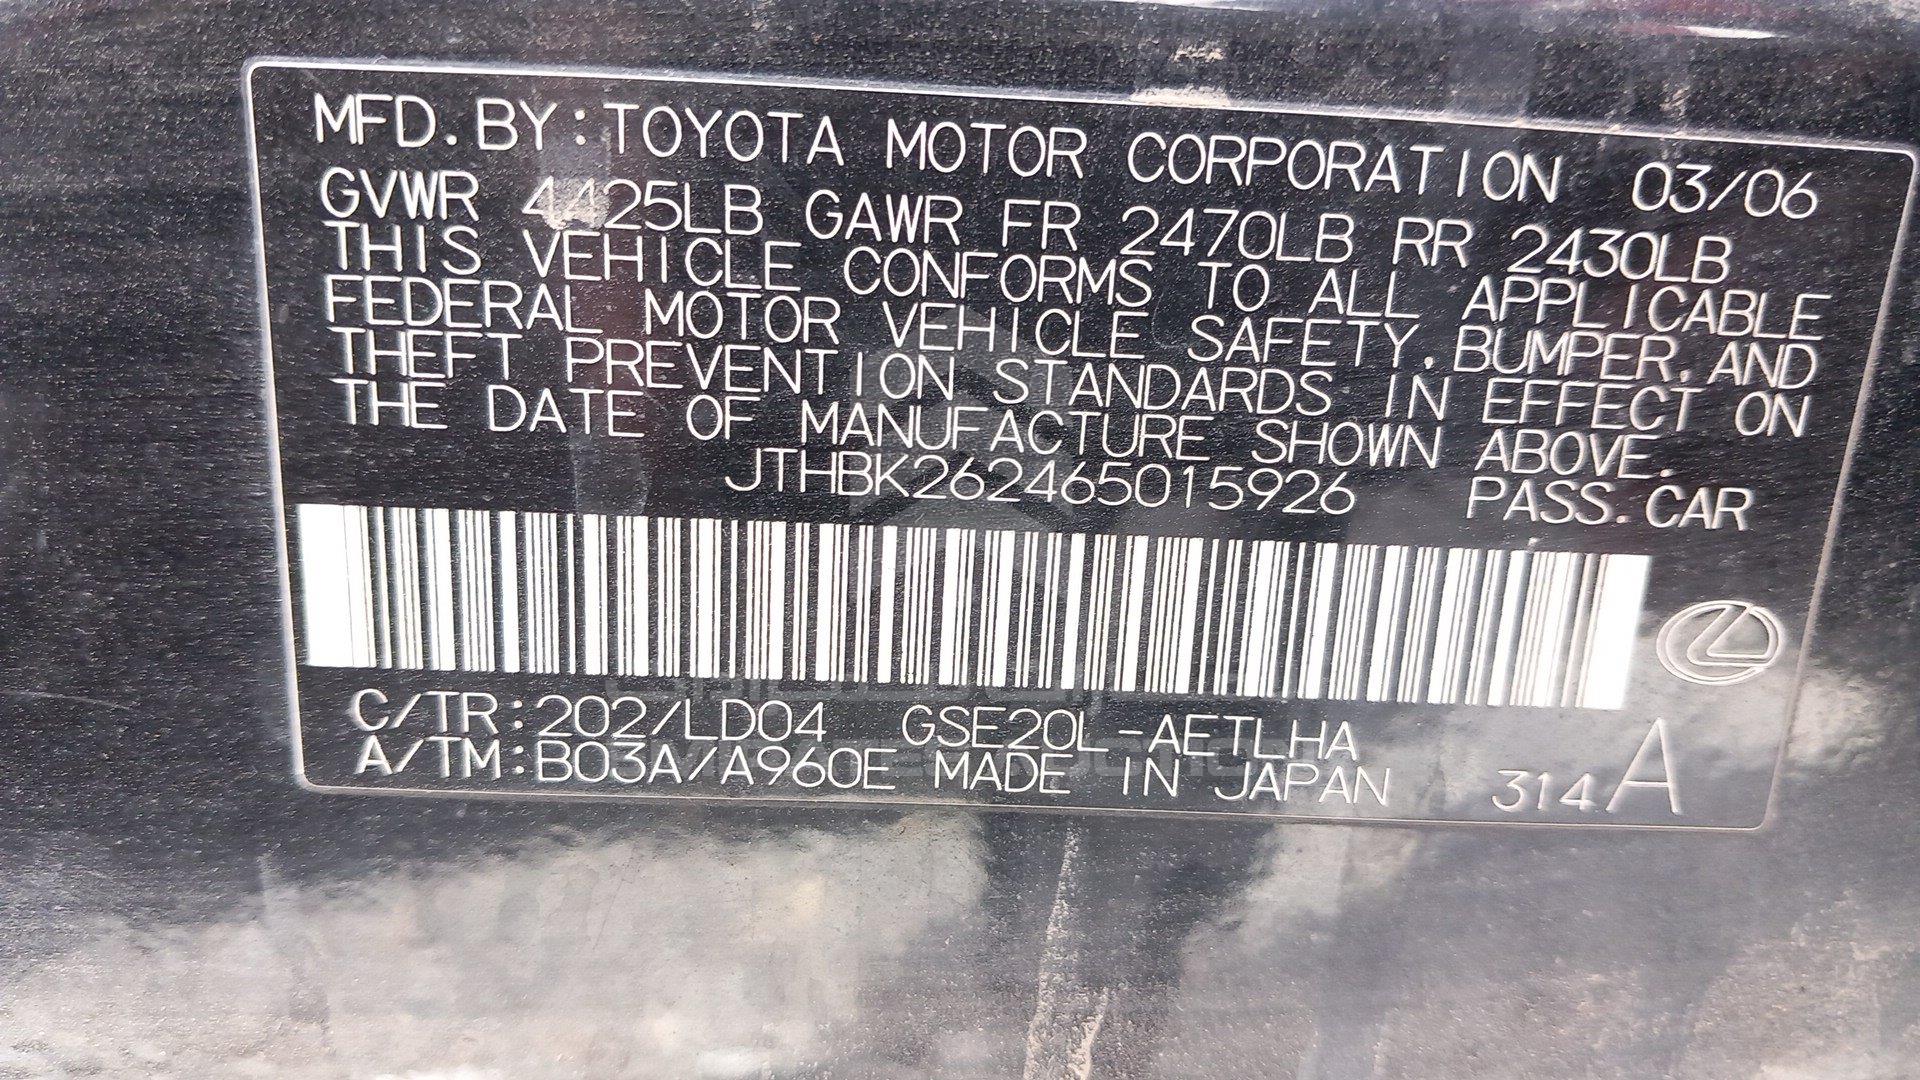 MFD. BY:TOYOTA MOTOR CORPORATION 03/06
GVWR 4425LB GAWR FR 2470LB RR 2430LB
THIS VEHICLE CONFORMS TO ALL APPLICABLE
FEDERAL MOTOR VEHICLE SAFETY,BUMPER,AND
THEFT PREVENTION STANDARDS IN EFFECT ON
THE DATE OF MANUFACTURE SHOWN ABOVE.
JTHBK262465015926 PASS.CAR
C/TR:202/LD04 GSE20L-AETLHA
A/TM:B03A/A960E MADE IN JAPAN 314A